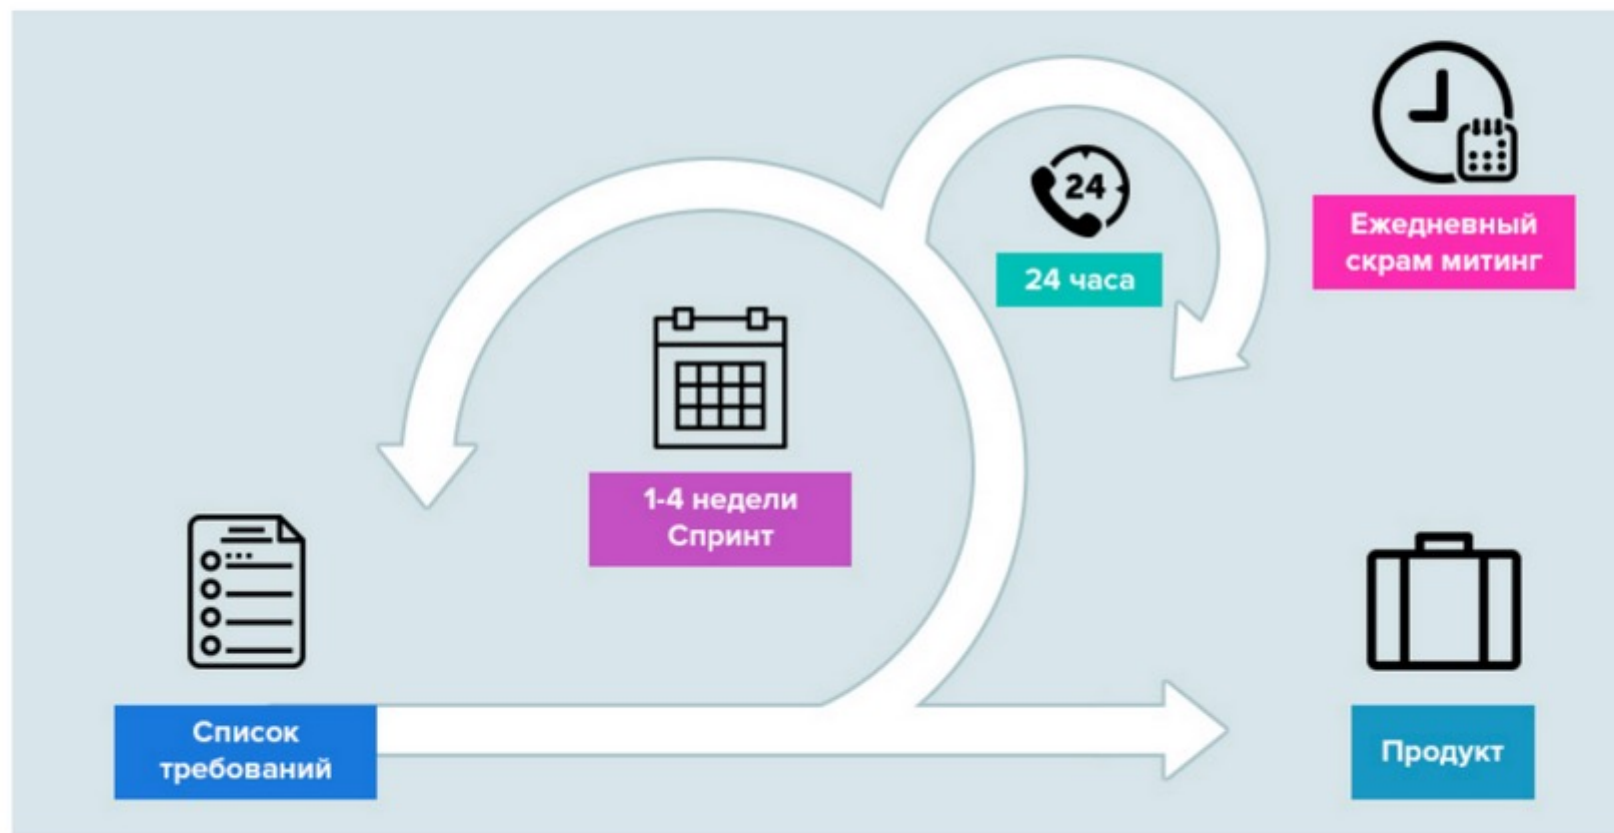 24
24 часа
Ежедневный
скрам митинг
1-4 недели
Спринт
Список
требований
Продукт